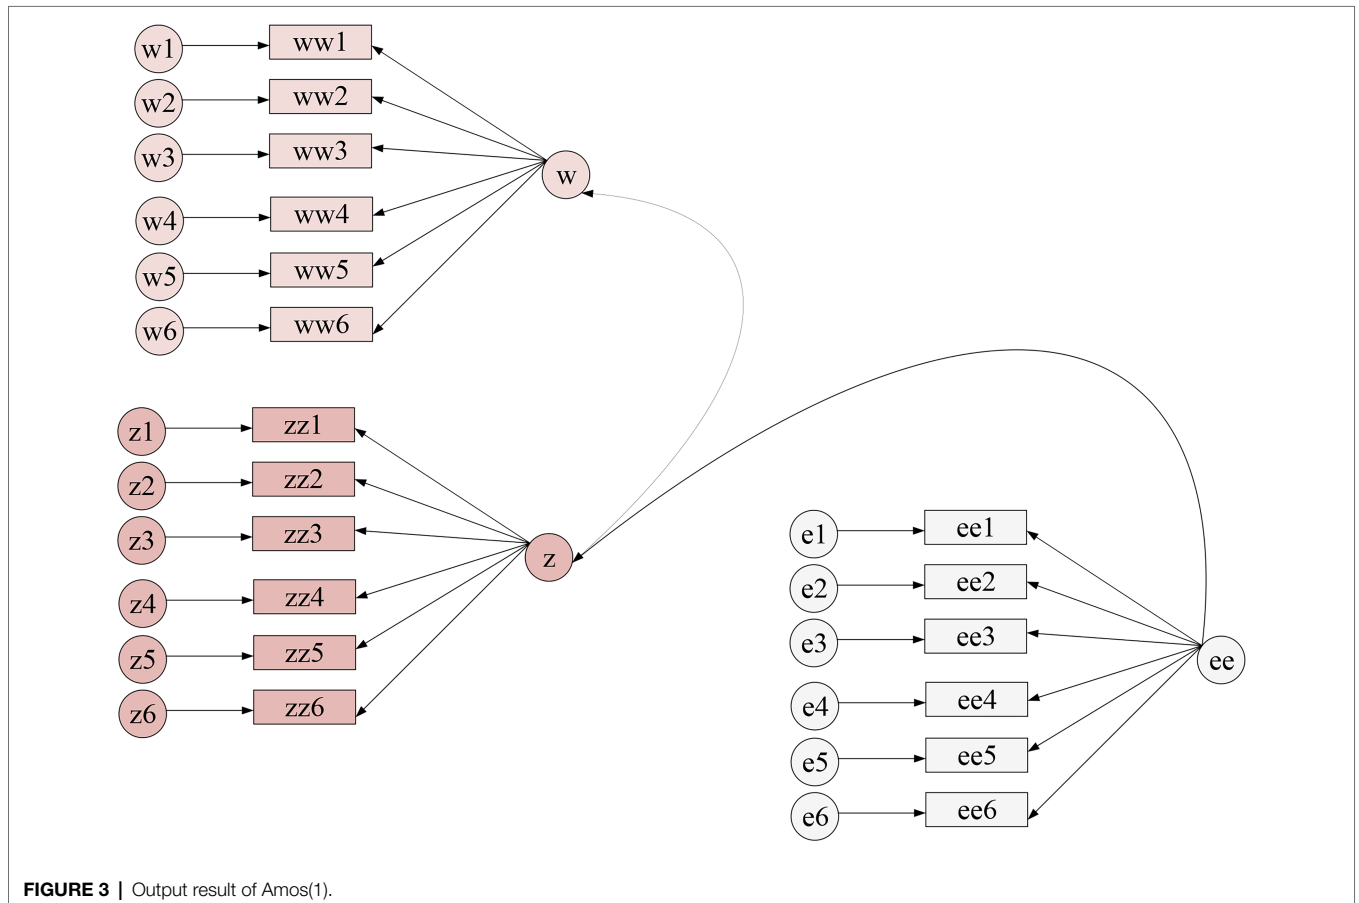 w1 ww1
w2 ww2
w3 ww3
w
w4 ww4
w5 ww5
w6 ww6
z1 zz1
z2 zz2
z3 zz3
z
z4 zz4
z5 zz5
z6 zz6
e1 ee1
e2 ee2
e3 ee3
ee
e4 ee4
e5 ee5
e6 ee6
FIGURE 3 | Output result of Amos(1).